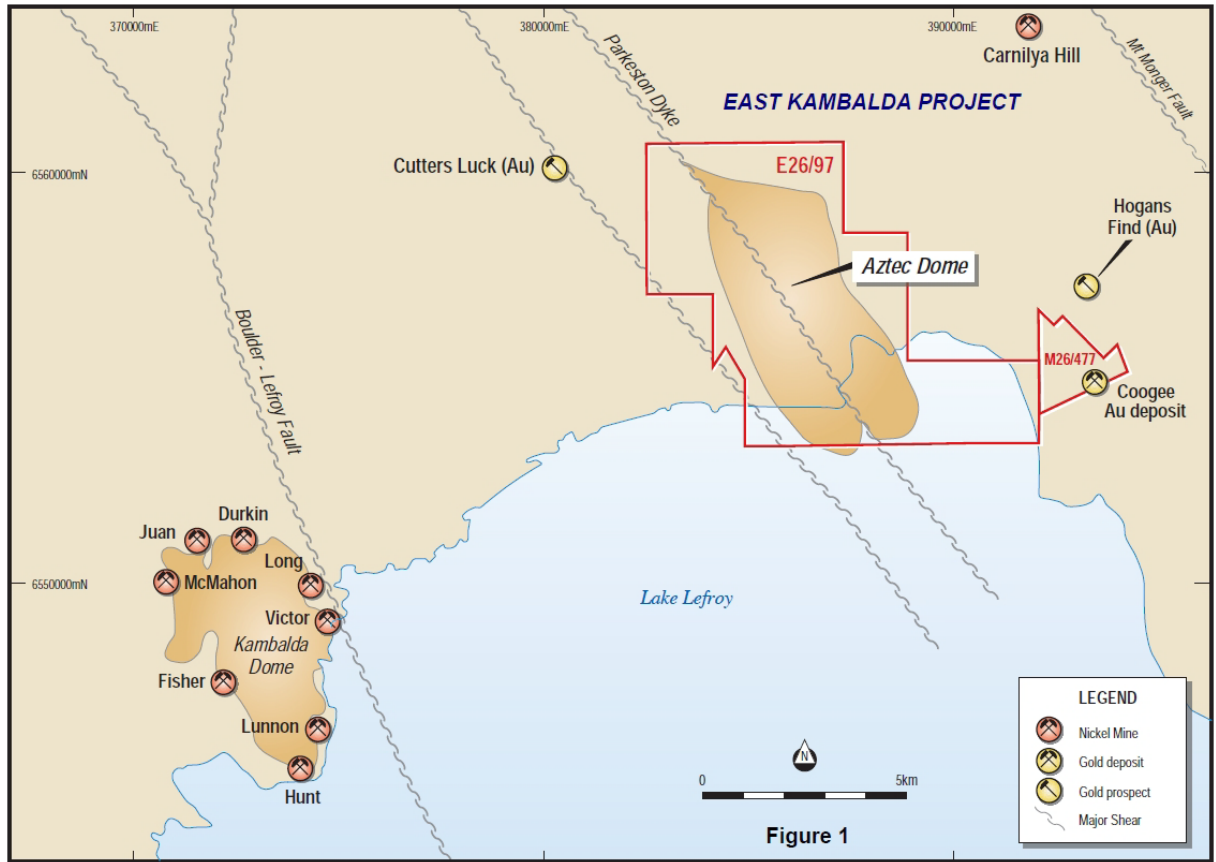 370000mE
380000mE
390000mE
Carnilya Hill
Mt Monger Fault
Parkeston Dyke
EAST KAMBALDA PROJECT
6560000mN
Cutters Luck (Au)
E26/97
Hogans
Find (Au)
Aztec Dome
Boulder - Lefroy Fault
M26/477
Coogee
Au deposit
Juan
Durkin
Long
6550000mN
McMahon
Victor
Lake Lefroy
Kambalda
Dome
Fisher
Lunnon
Hunt
N
0
5km
Figure 1
LEGEND
Nickel Mine
Gold deposit
Gold prospect
Major Shear